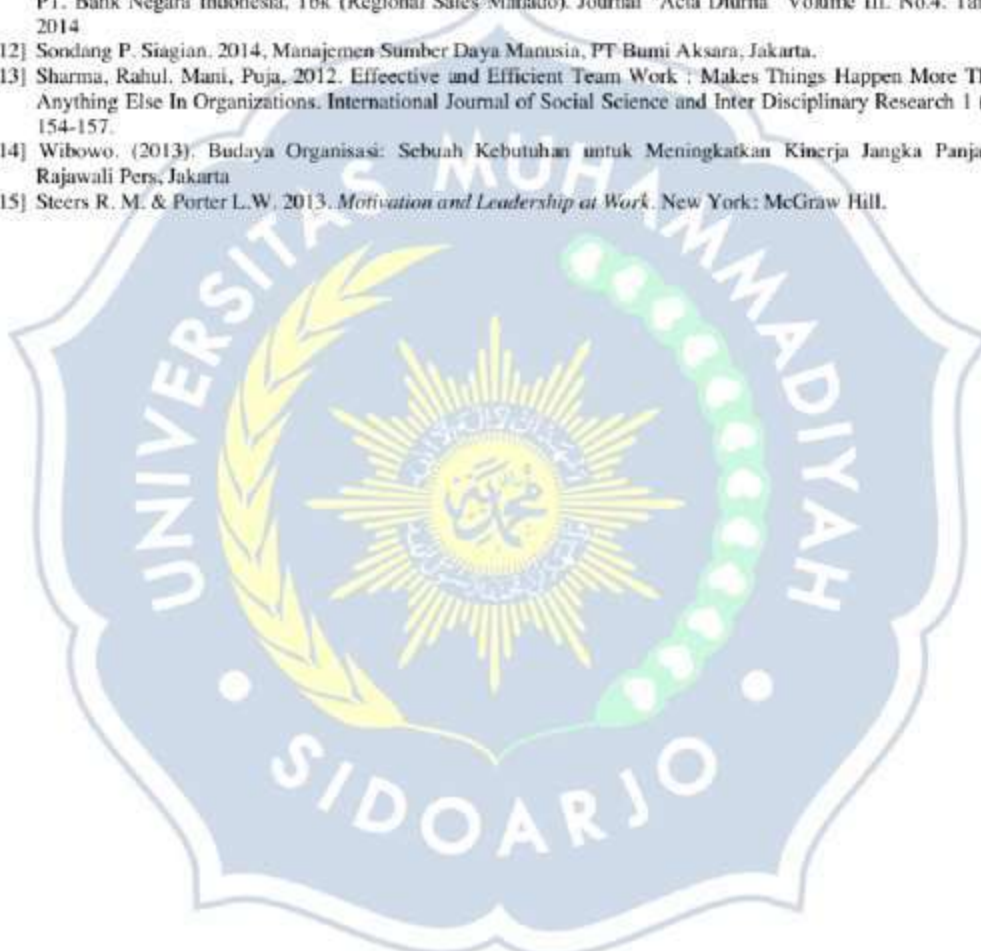 PT. Bank Negara Indonesia, Tbk (Regional Sales Manado). Journal "Acta Diurna" Volume III. No.4.
2014
12] Sondang P. Siagian. 2014, Manajemen Sumber Daya Manusia, PT Bumi Aksara, Jakarta.
13] Sharma, Rahul. Mani, Puja, 2012. Effeective and Efficient Team Work : Makes Things Happen More
Anything Else In Organizations. International Journal of Social Science and Inter Disciplinary Research 1
154-157.
14] Wibowo. (2013). Budaya Organisasi: Sebuah Kebutuhan untuk Meningkatkan Kinerja Jangka
Rajawali Pers, Jakarta
15] Steers R. M. & Porter L.W. 2013. Motivation and Leadership at Work. New York: McGraw Hill.
UNIVERSITAS MUHAMMADIYAH
SIDOARJO
محمد